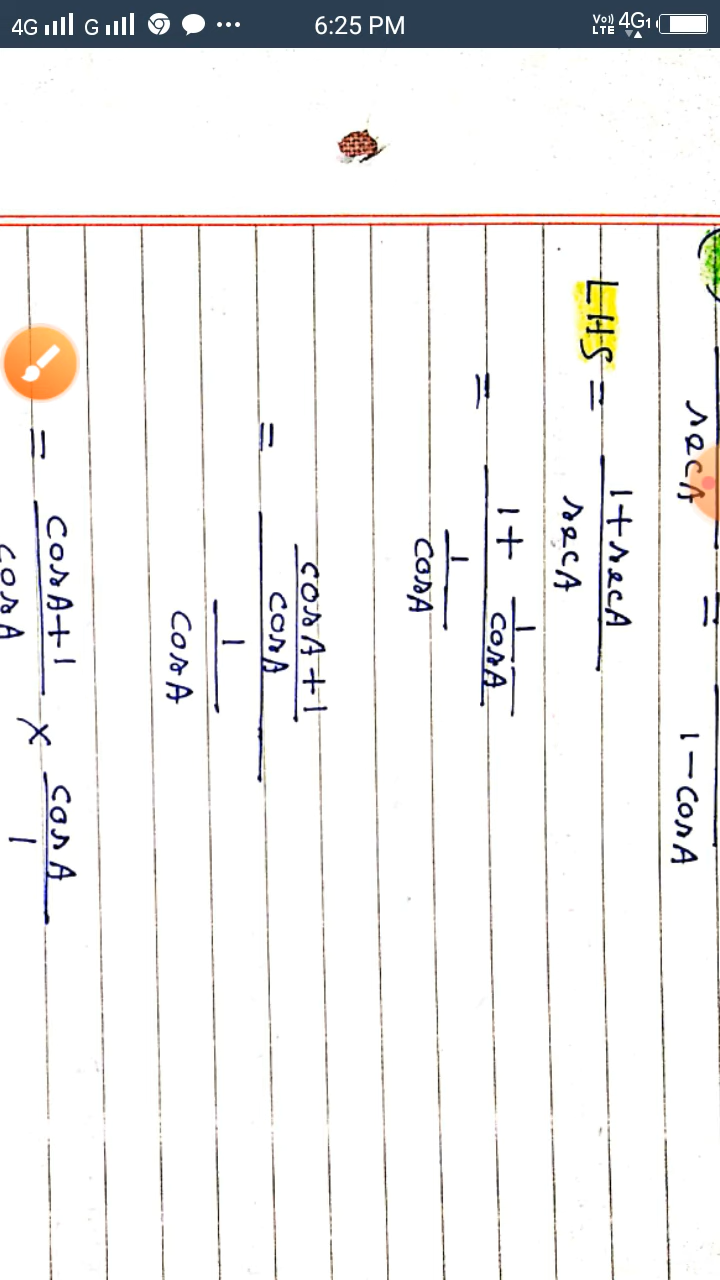 4G G ... 6:25 PM Vo)) LTE 4G1
secA = 1-cosA
LHS = 1+secA
secA
= 1+ 1
cosA
1
cosA
= cosA+1
cosA
1
cosA
= cosA+1 × cosA
cosA 1